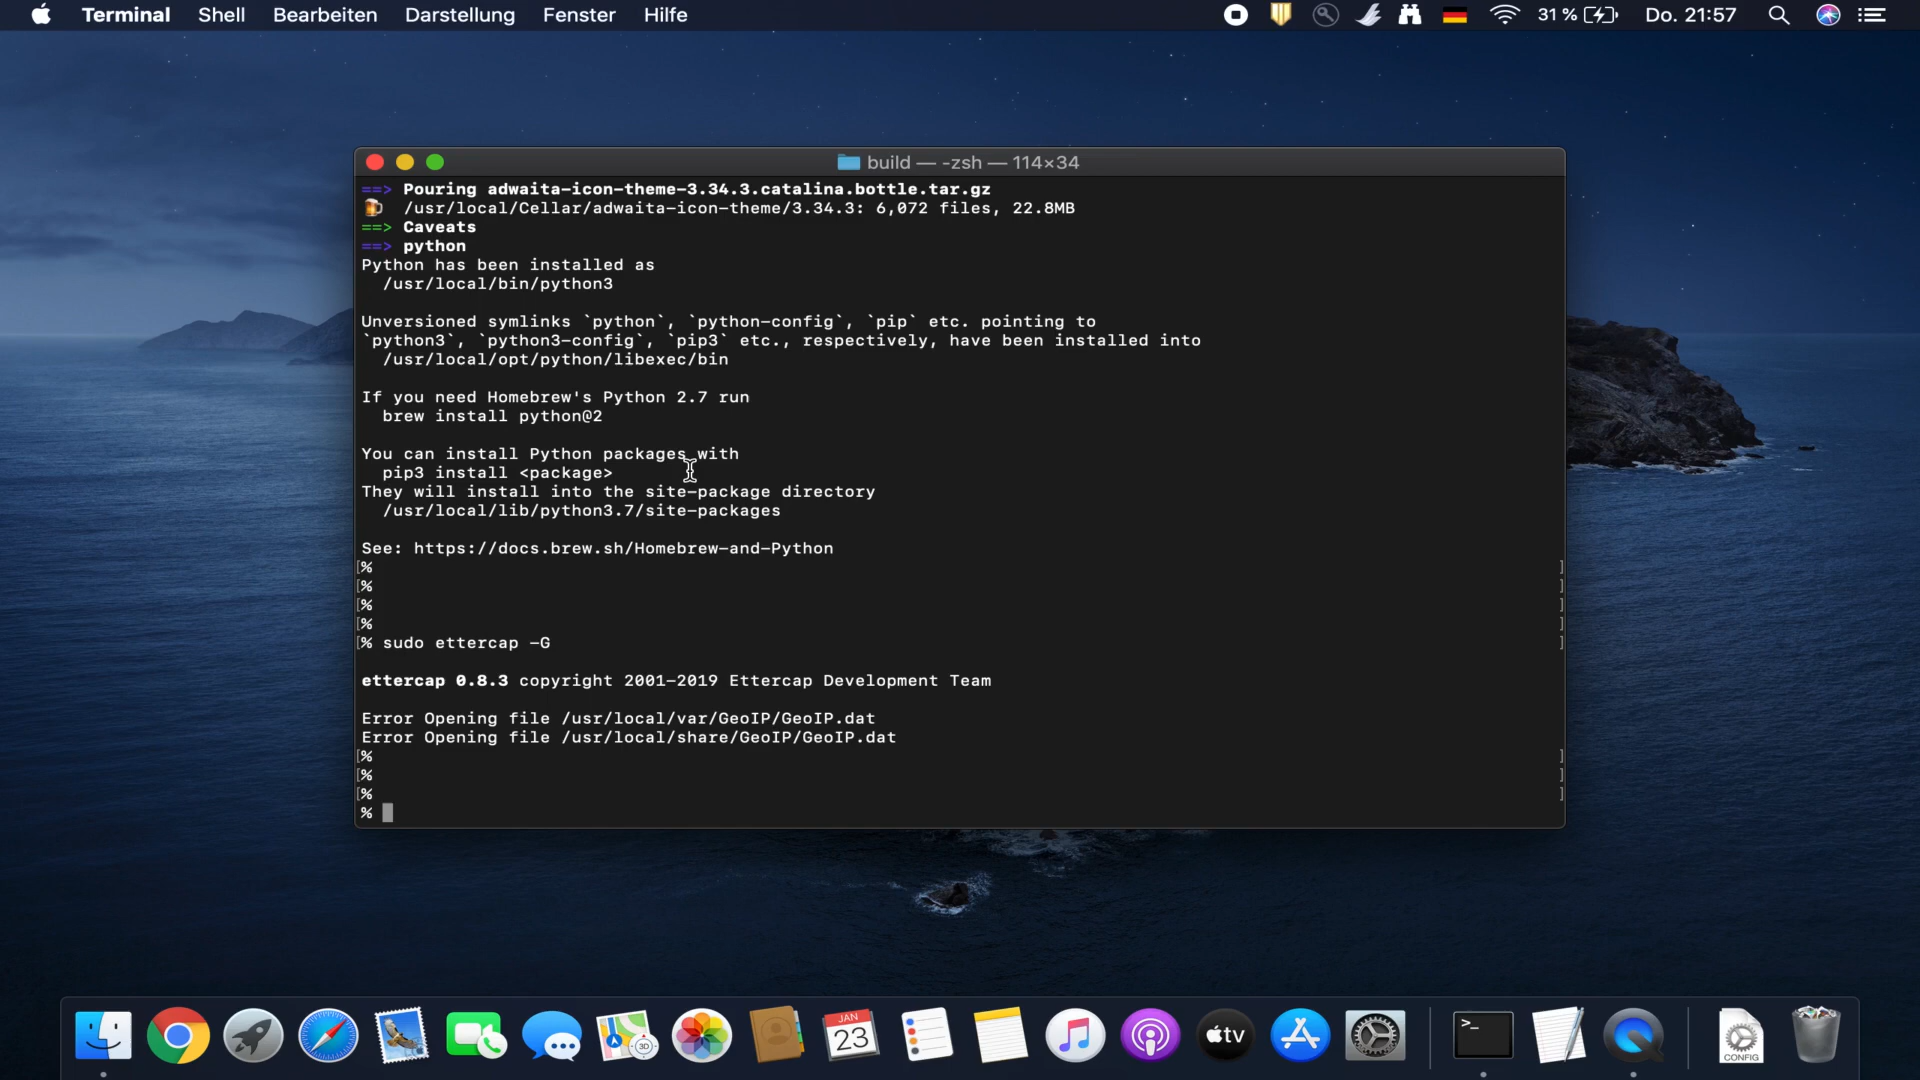 Terminal Shell Bearbeiten Darstellung Fenster Hilfe 31 % Do. 21:57
build — -zsh — 114×34
==> Pouring adwaita-icon-theme-3.34.3.catalina.bottle.tar.gz
🍺 /usr/local/Cellar/adwaita-icon-theme/3.34.3: 6,072 files, 22.8MB
==> Caveats
==> python
Python has been installed as
/usr/local/bin/python3
Unversioned symlinks `python`, `python-config`, `pip` etc. pointing to
`python3`, `python3-config`, `pip3` etc., respectively, have been installed into
/usr/local/opt/python/libexec/bin
If you need Homebrew's Python 2.7 run
brew install python@2
You can install Python packages with
pip3 install <package>
They will install into the site-package directory
/usr/local/lib/python3.7/site-packages
See: https://docs.brew.sh/Homebrew-and-Python
[% ]
[% ]
[% ]
[% ]
[% sudo ettercap -G ]
ettercap 0.8.3 copyright 2001-2019 Ettercap Development Team
Error Opening file /usr/local/var/GeoIP/GeoIP.dat
Error Opening file /usr/local/share/GeoIP/GeoIP.dat
[% ]
[% ]
[% ]
%
JAN
23
3D
tv
>_
CONFIG